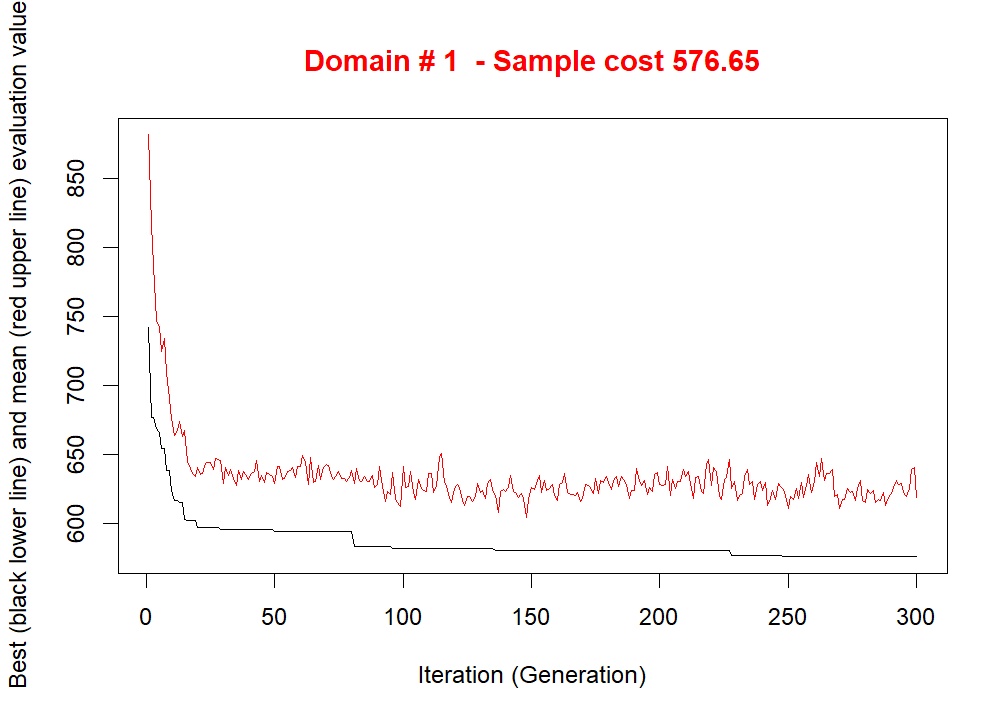 Domain # 1  - Sample cost 576.65
Best (black lower line) and mean (red upper line) evaluation value
850
800
750
700
650
600
0 50 100 150 200 250 300
Iteration (Generation)